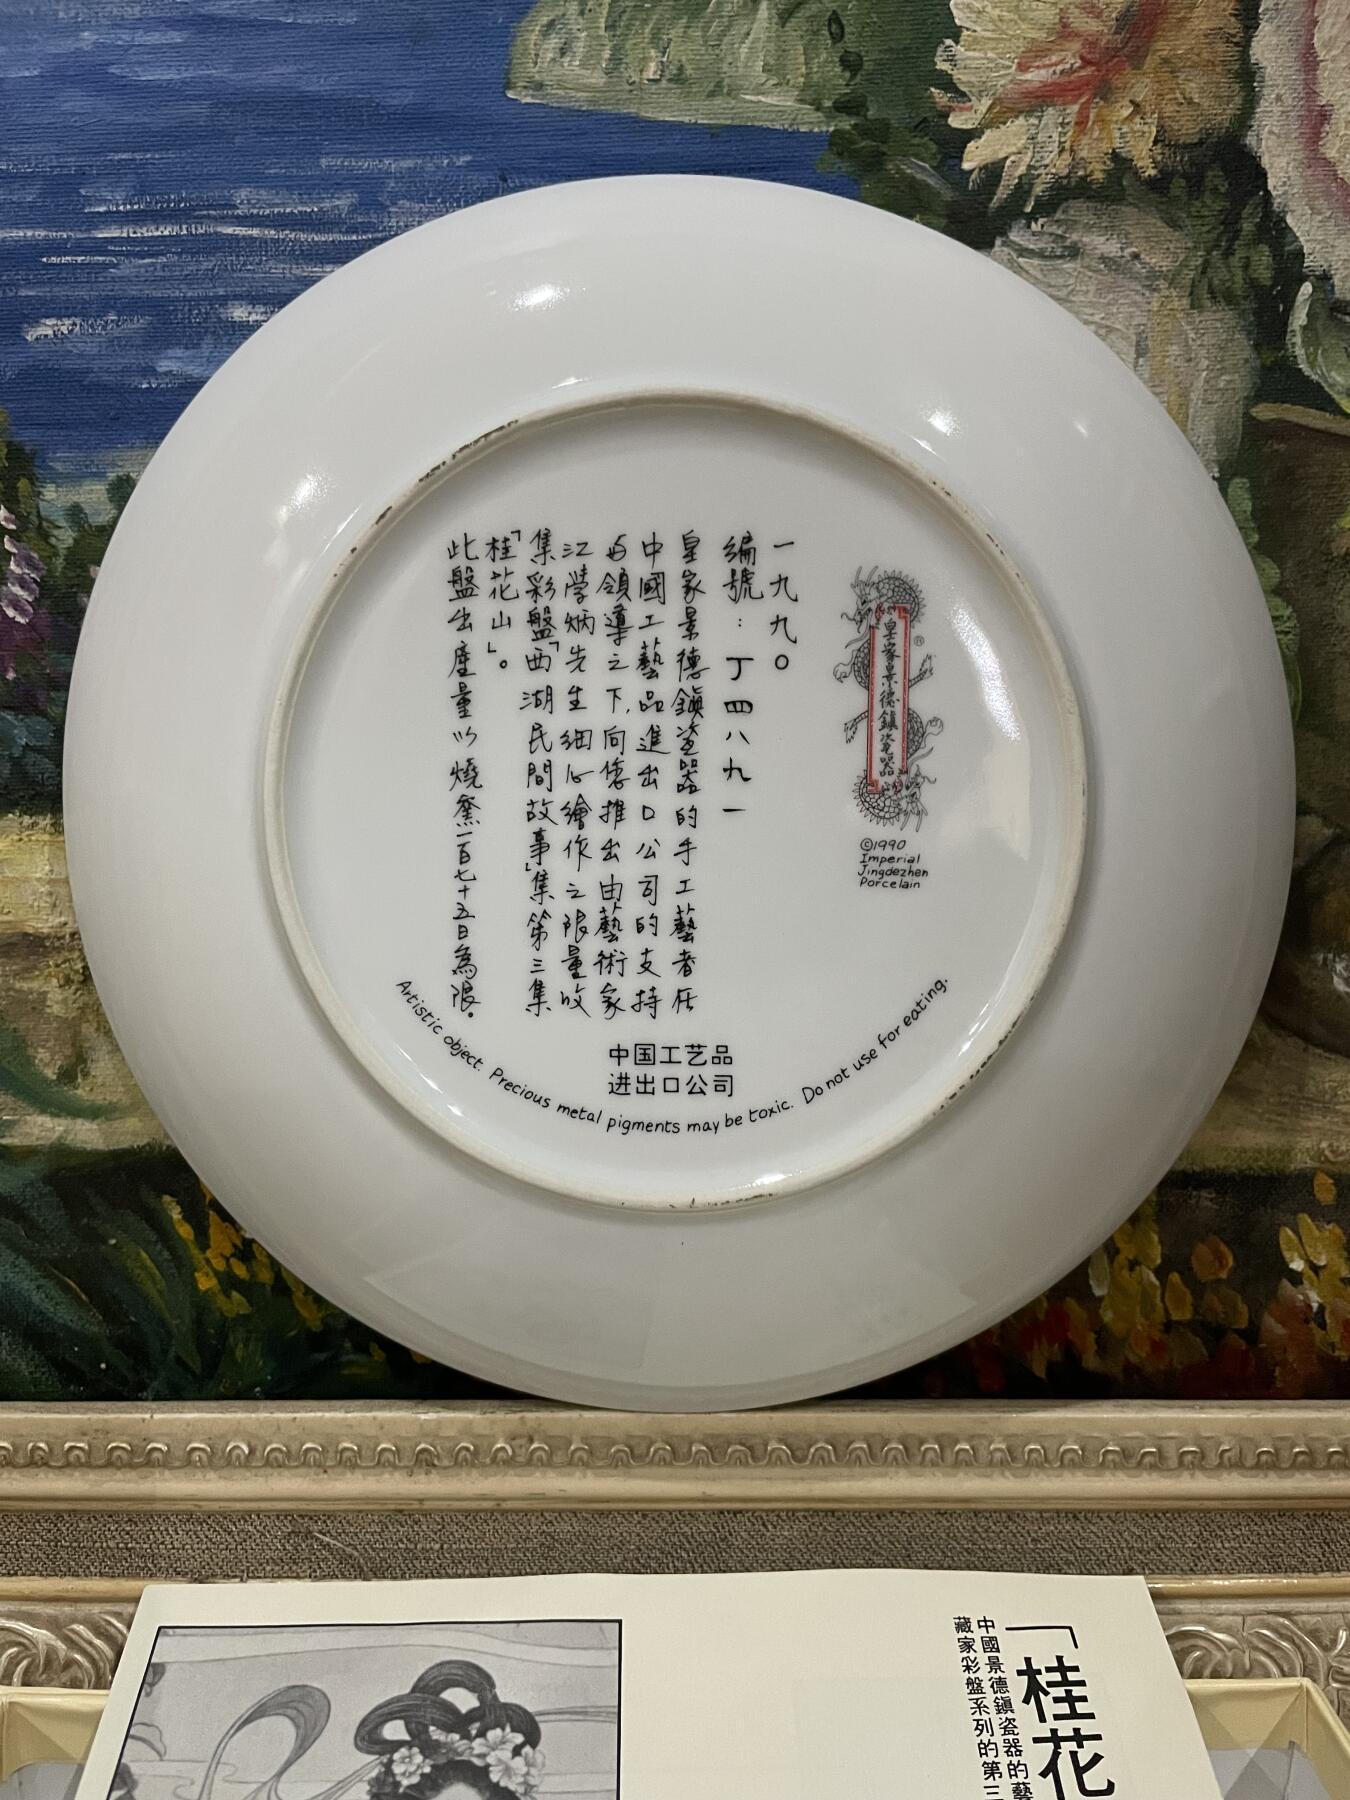 皇家景德鎮瓷器
®
©1990
Imperial
Jingdezhen
Porcelain
一九九〇
編號：丁四八九一
皇家景德鎮瓷器的手工藝者在
中國工藝品進出口公司的支持
與領導之下,向您推出由藝術家
江學炳先生細心繪作之限量收
集彩盤「西湖民間故事」集第三集
「桂花山」。
此盤出產量以燒窯一百七十五日為限。
中国工艺品
进出口公司
Artistic object. Precious metal pigments may be toxic. Do not use for eating.
「桂花
中國景德鎮瓷器的藝
藏家彩盤系列的第三